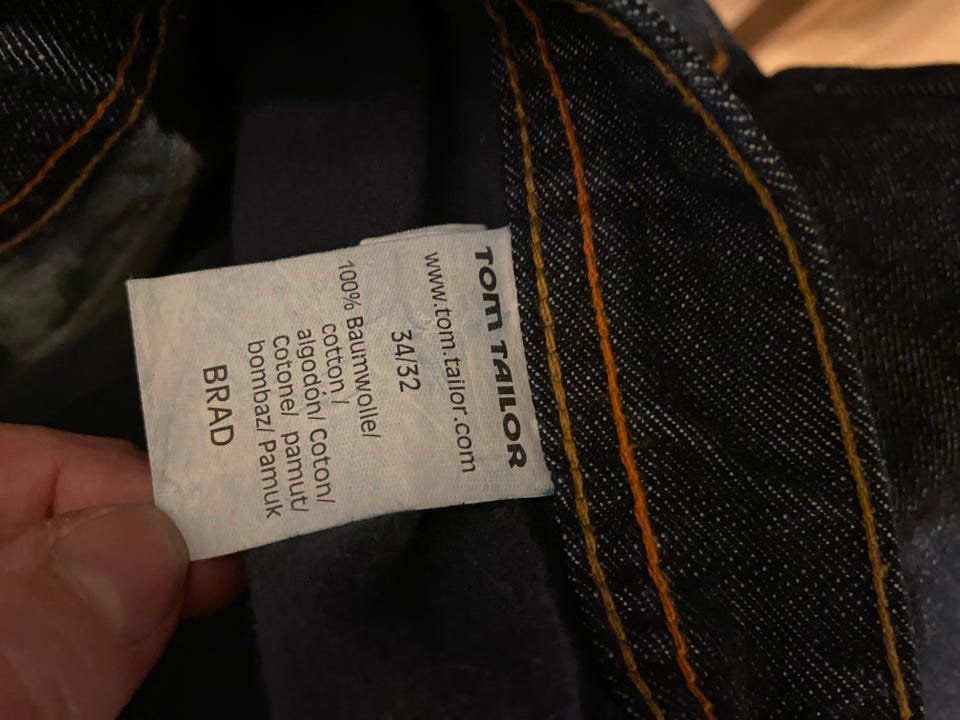 TOM TAILOR
www.tom.tailor.com
34/32
100% Baumwolle/
cotton /
algodón/ Coton/
Cotone/ pamut/
bombaz/ Pamuk
BRAD